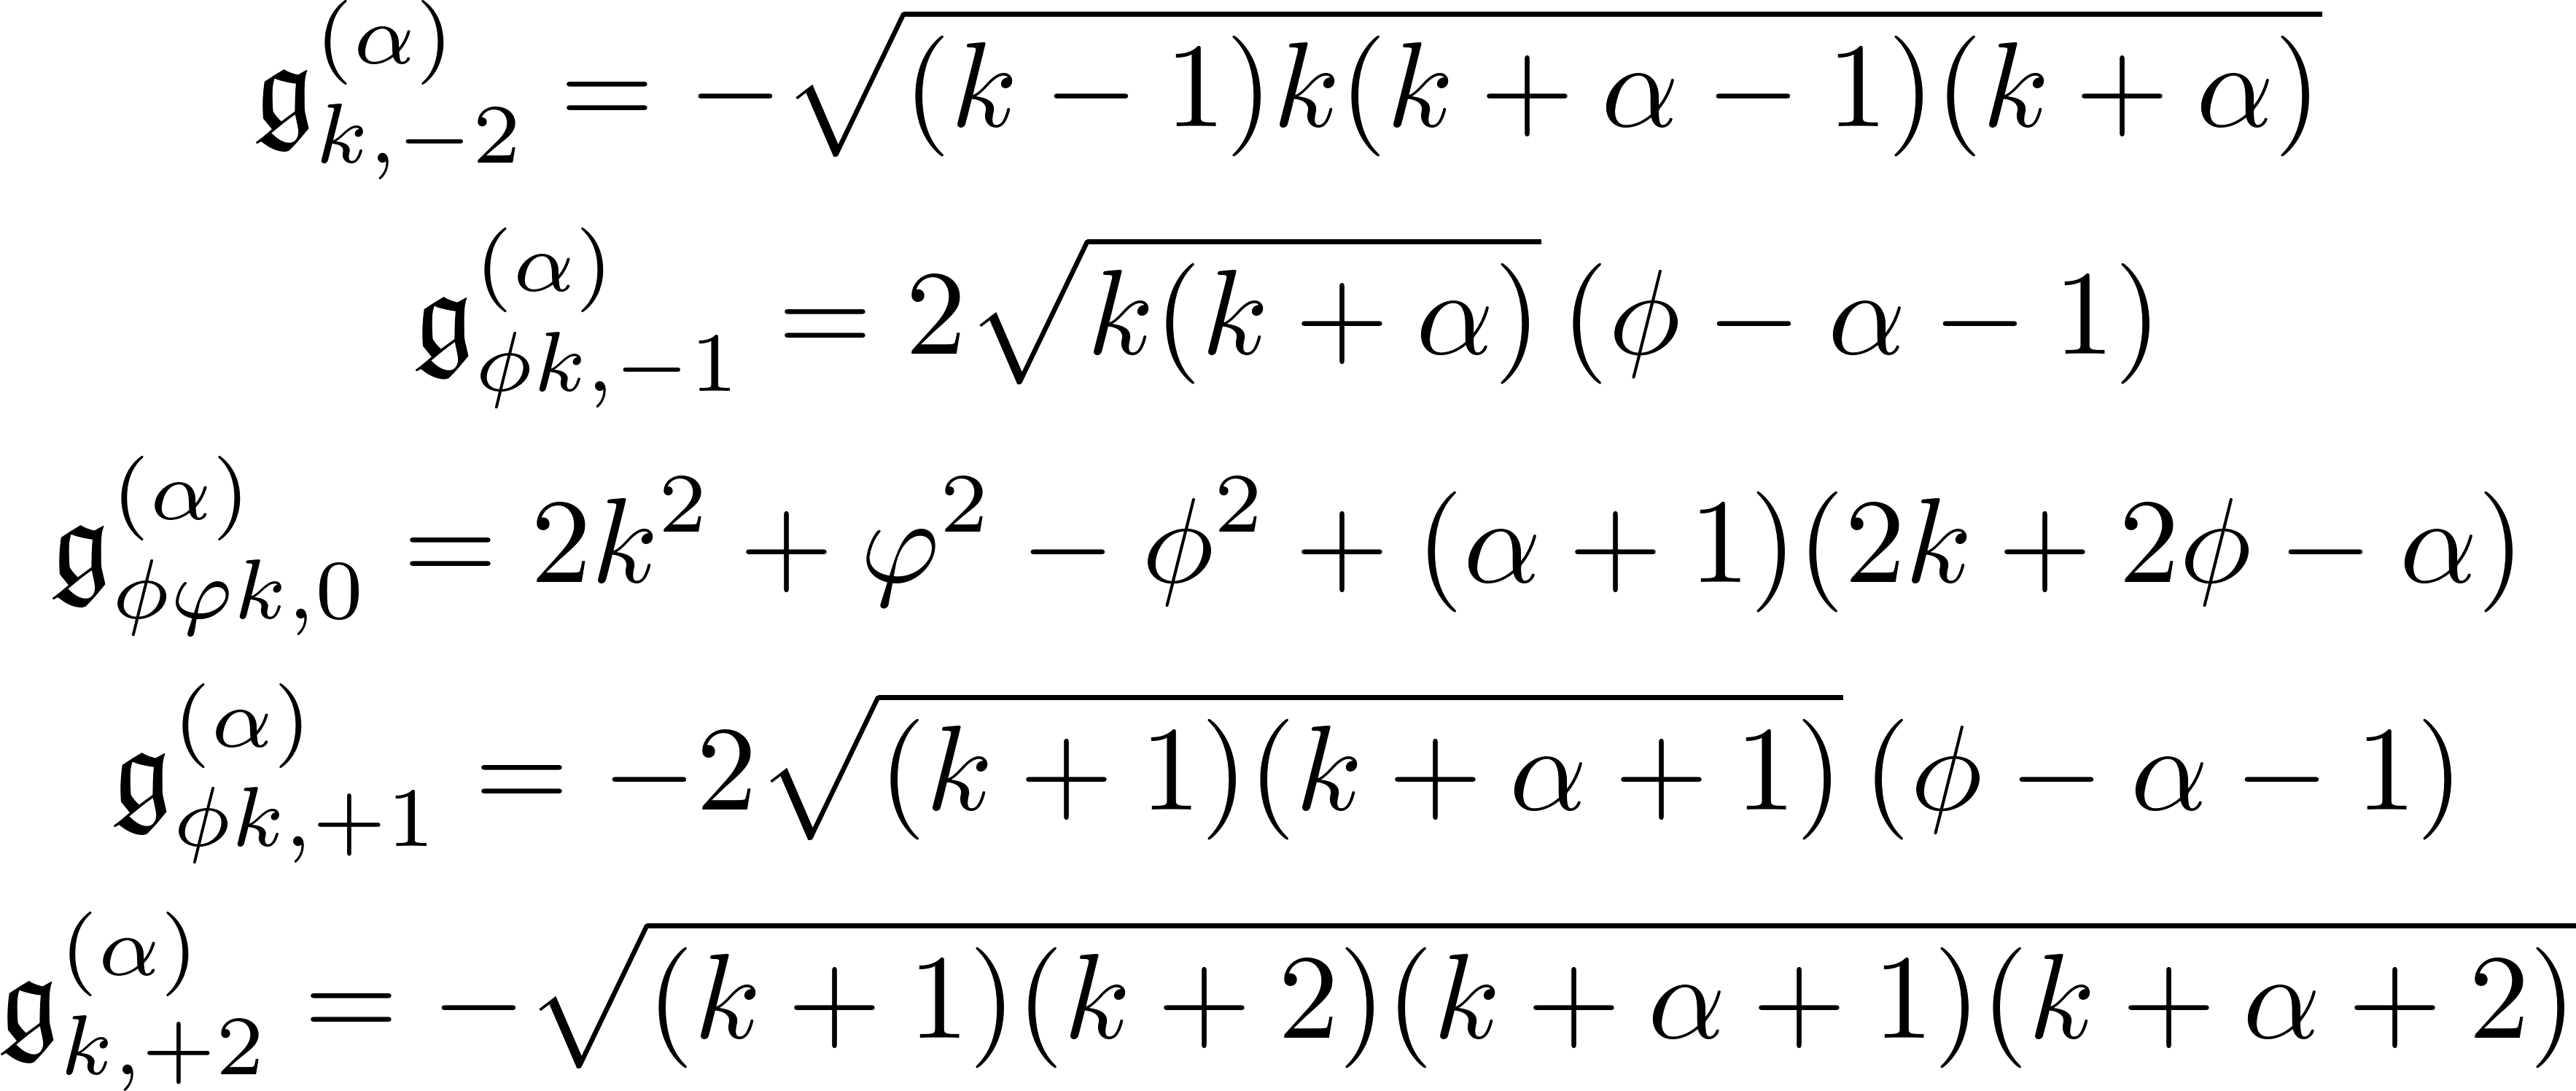 𝔤_{k,−2}^{(α)} = −√((k − 1)k(k + α − 1)(k + α))
𝔤_{ϕk,−1}^{(α)} = 2√(k(k + α)) (ϕ − α − 1)
𝔤_{ϕφk,0}^{(α)} = 2k² + φ² − ϕ² + (α + 1)(2k + 2ϕ − α)
𝔤_{ϕk,+1}^{(α)} = −2√((k + 1)(k + α + 1)) (ϕ − α − 1)
𝔤_{k,+2}^{(α)} = −√((k + 1)(k + 2)(k + α + 1)(k + α + 2))